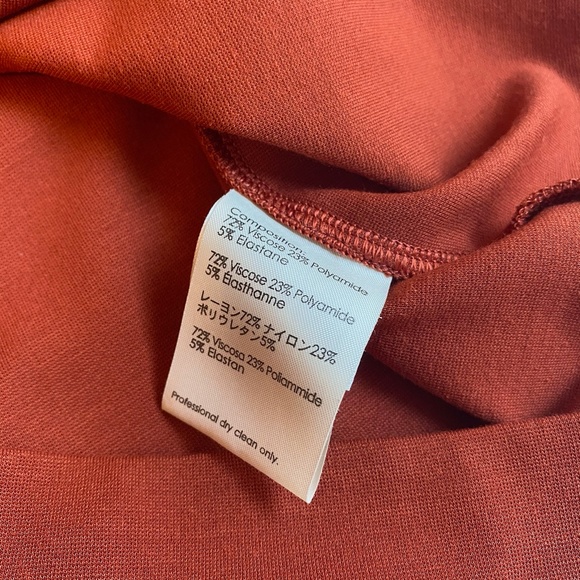 Composition:
72% Viscose 23% Polyamide
5% Elastane
72% Viscose 23% Polyamide
5% Elasthanne
レーヨン72% ナイロン23%
ポリウレタン5%
72% Viscosa 23% Poliammide
5% Elastan
Professional dry clean only.